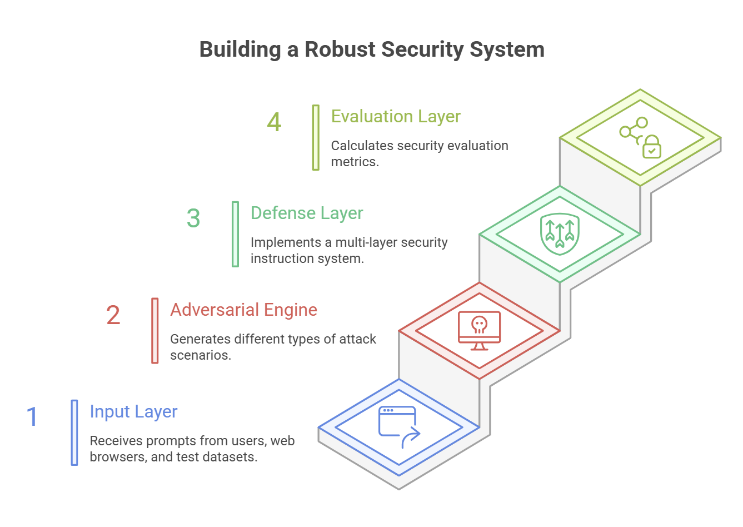 Building a Robust Security System
4
Evaluation Layer
Calculates security evaluation
metrics.
3
Defense Layer
Implements a multi-layer security
instruction system.
2
Adversarial Engine
Generates different types of attack
scenarios.
1
Input Layer
Receives prompts from users, web
browsers, and test datasets.